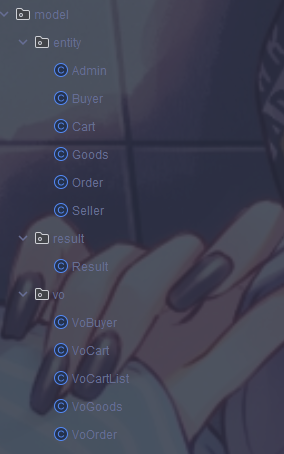 model
entity
Admin
Buyer
Cart
Goods
Order
Seller
result
Result
vo
VoBuyer
VoCart
VoCartList
VoGoods
VoOrder